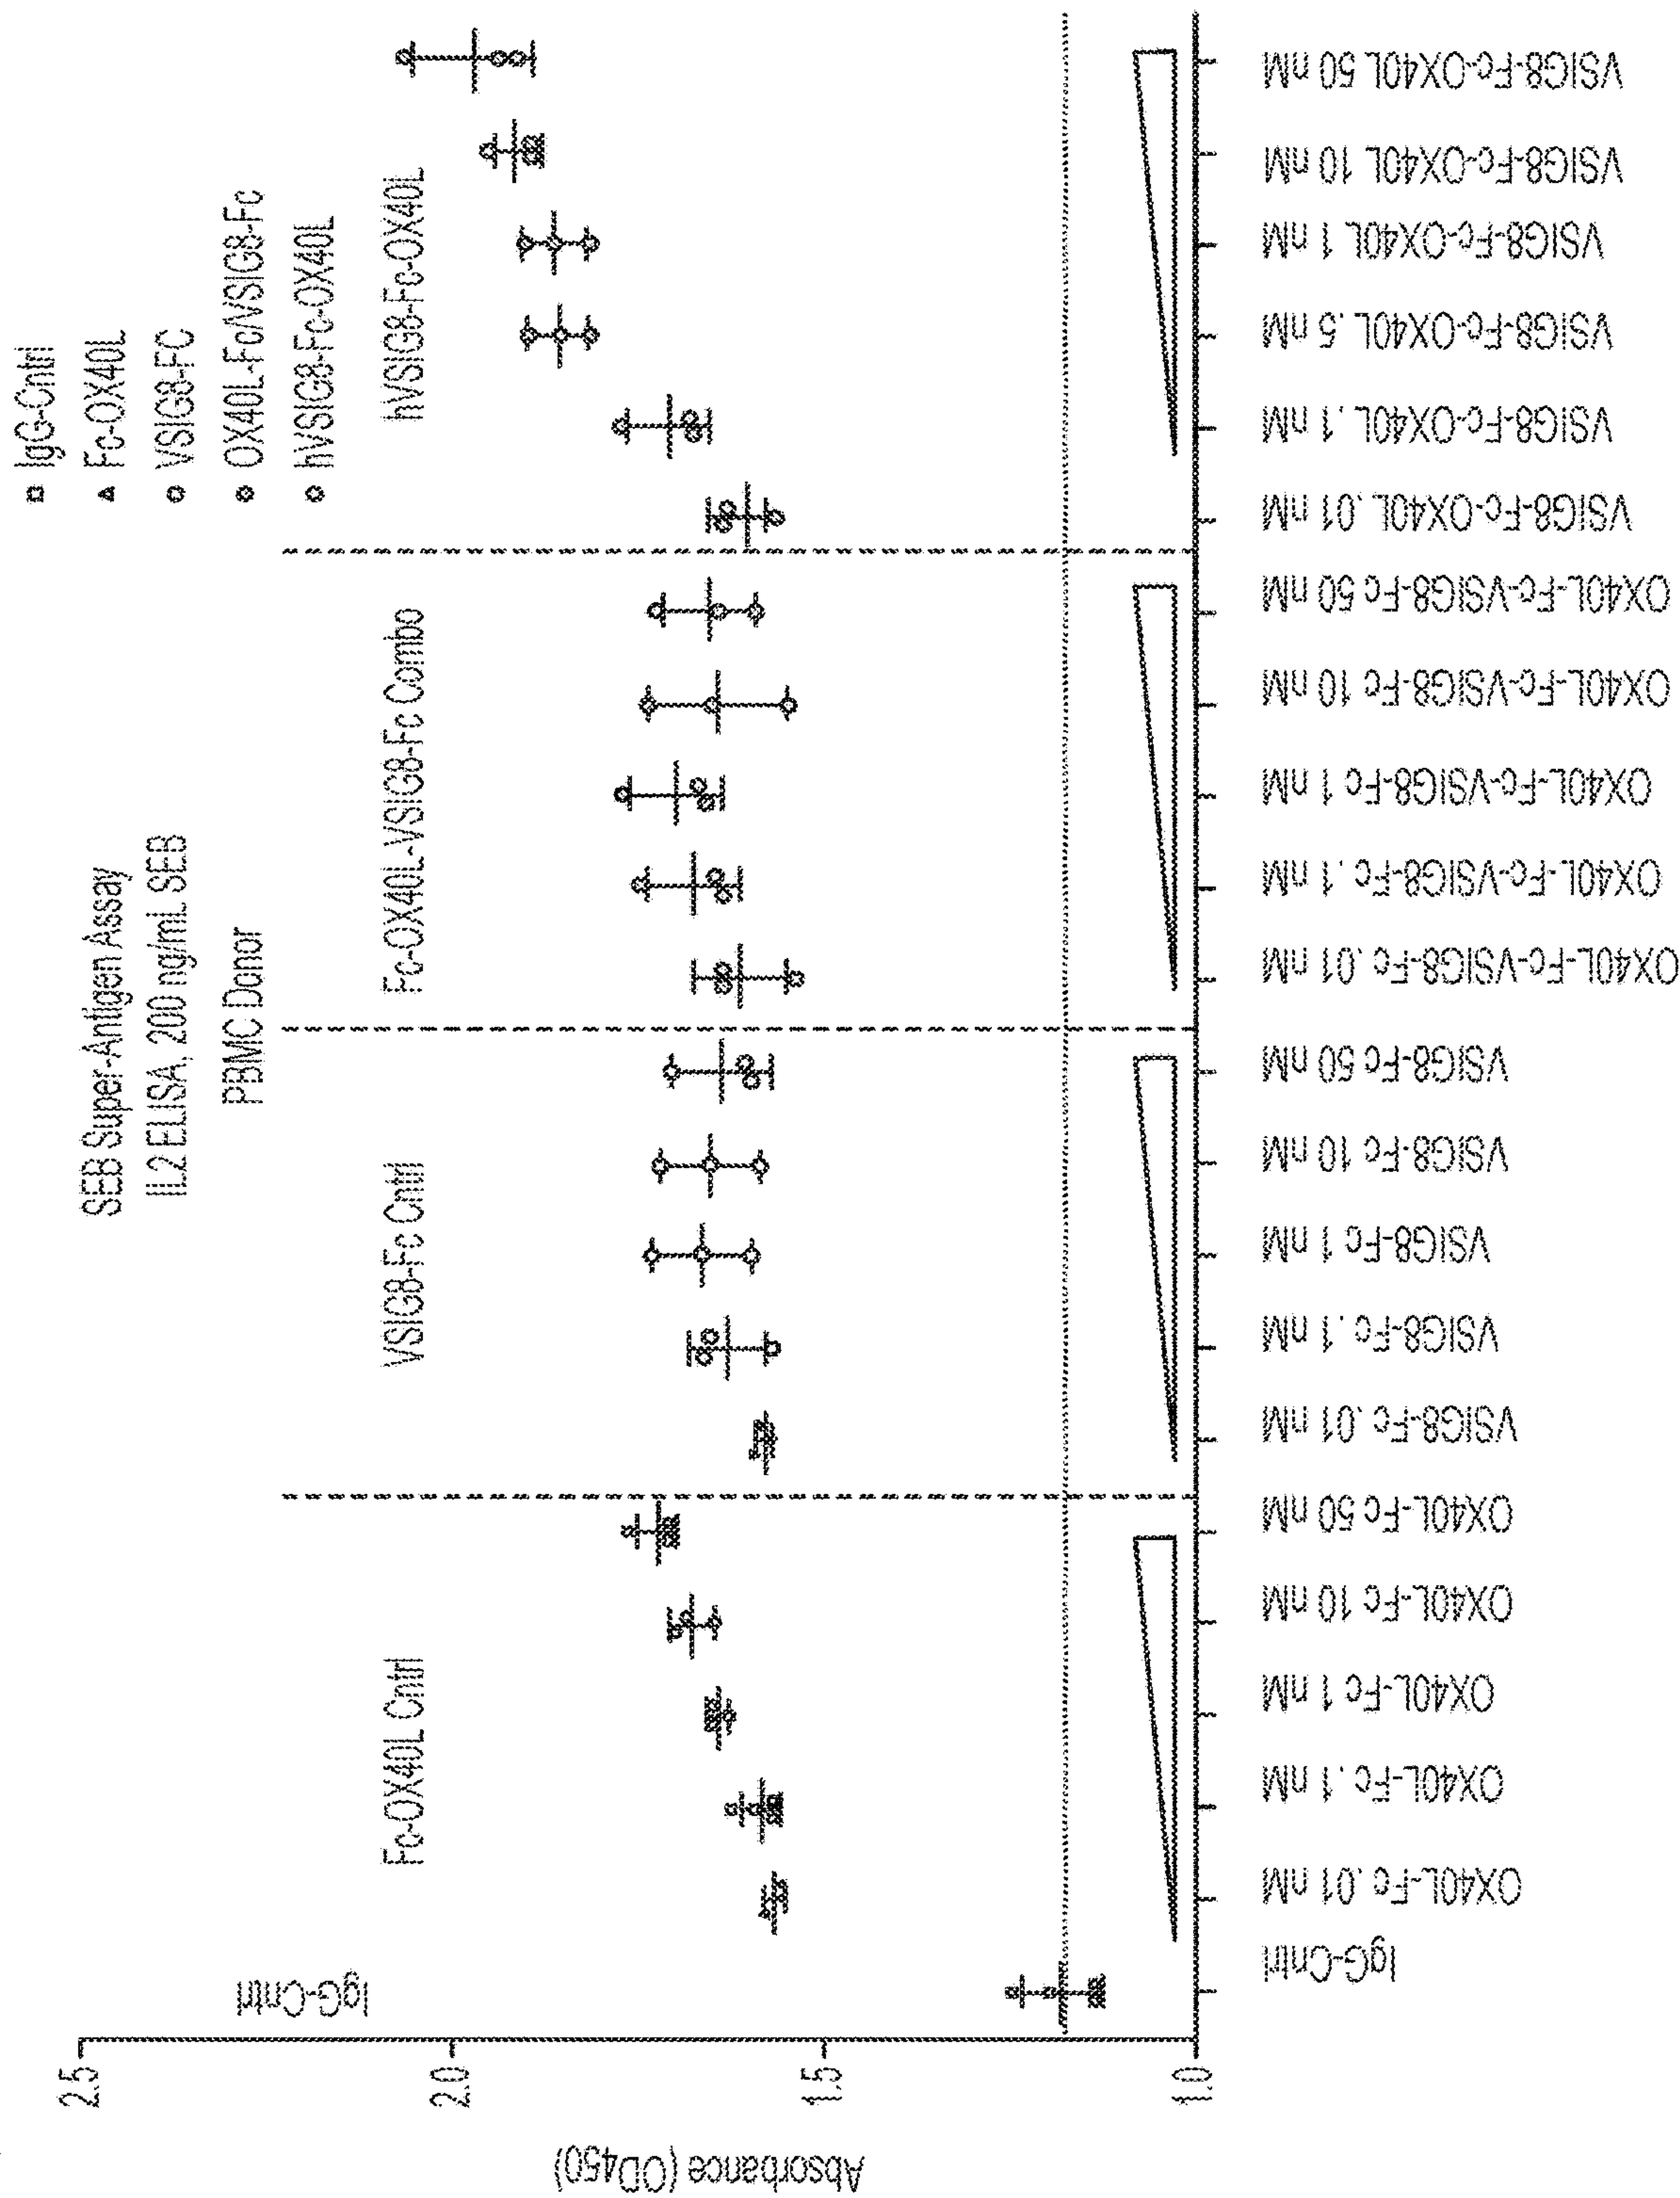 SEB Super-Antigen Assay
IL2 ELISA, 200 ng/mL SEB
PBMC Donor
IgG-Cntrl
Fc-OX40L
VSIG8-FC
OX40L-Fc/VSIG8-Fc
hVSIG8-Fc-OX40L
IgG-Cntrl
Fc-OX40L Cntrl
VSIG8-Fc Cntrl
Fc-OX40L-VSIG8-Fc Combo
hVSIG8-Fc-OX40L
Absorbance (OD450)
2.5
2.0
1.5
1.0
IgG-Cntrl
OX40L-Fc .01 nM
OX40L-Fc .1 nM
OX40L-Fc 1 nM
OX40L-Fc 10 nM
OX40L-Fc 50 nM
VSIG8-Fc .01 nM
VSIG8-Fc .1 nM
VSIG8-Fc 1 nM
VSIG8-Fc 10 nM
VSIG8-Fc 50 nM
OX40L-Fc-VSIG8-Fc .01 nM
OX40L-Fc-VSIG8-Fc .1 nM
OX40L-Fc-VSIG8-Fc 1 nM
OX40L-Fc-VSIG8-Fc 10 nM
OX40L-Fc-VSIG8-Fc 50 nM
VSIG8-Fc-OX40L .01 nM
VSIG8-Fc-OX40L .1 nM
VSIG8-Fc-OX40L .5 nM
VSIG8-Fc-OX40L 1 nM
VSIG8-Fc-OX40L 10 nM
VSIG8-Fc-OX40L 50 nM